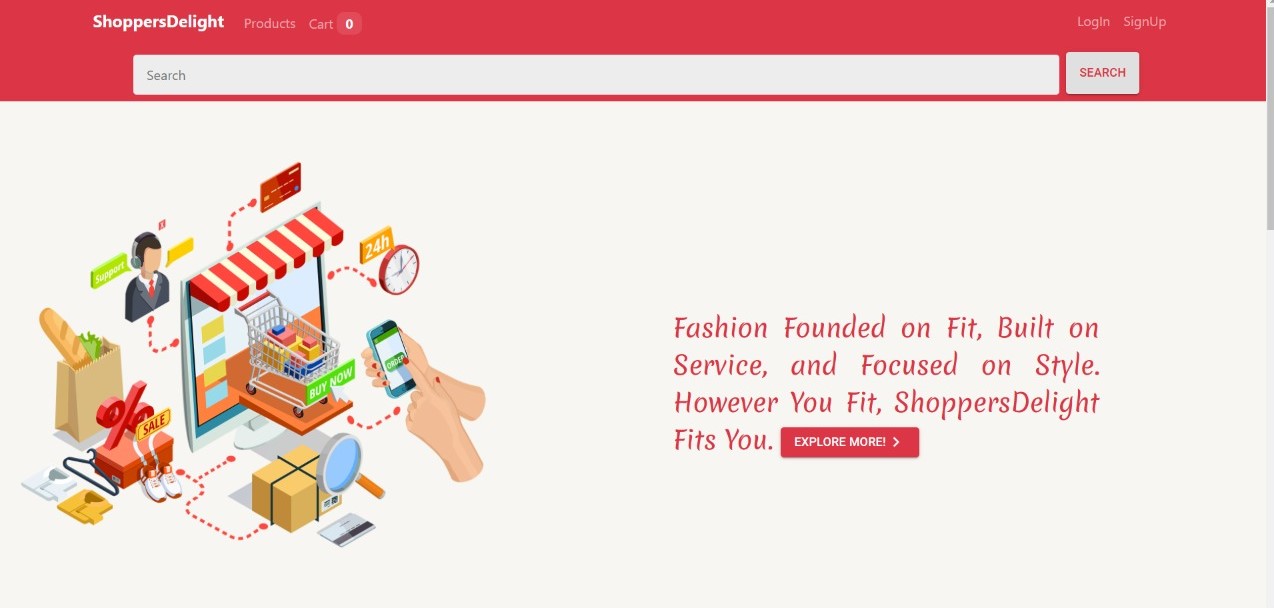 ShoppersDelight Products Cart 0 LogIn SignUp
Search SEARCH
24h
Support
BUY NOW
ORDER
%
SALE
Fashion Founded on Fit, Built on
Service, and Focused on Style.
However You Fit, ShoppersDelight
Fits You. EXPLORE MORE!